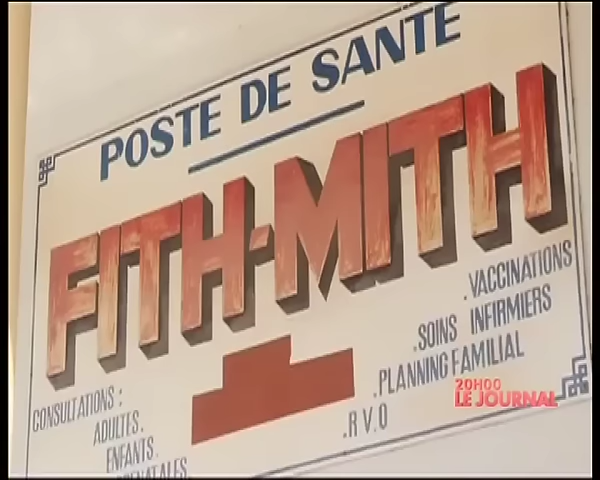 POSTE DE SANTE
FITH-MITH
CONSULTATIONS :
ADULTES.
ENFANTS.
.VACCINATIONS
.SOINS INFIRMIERS
.PLANNING FAMILIAL
.R V.O
20H00
LE JOURNAL